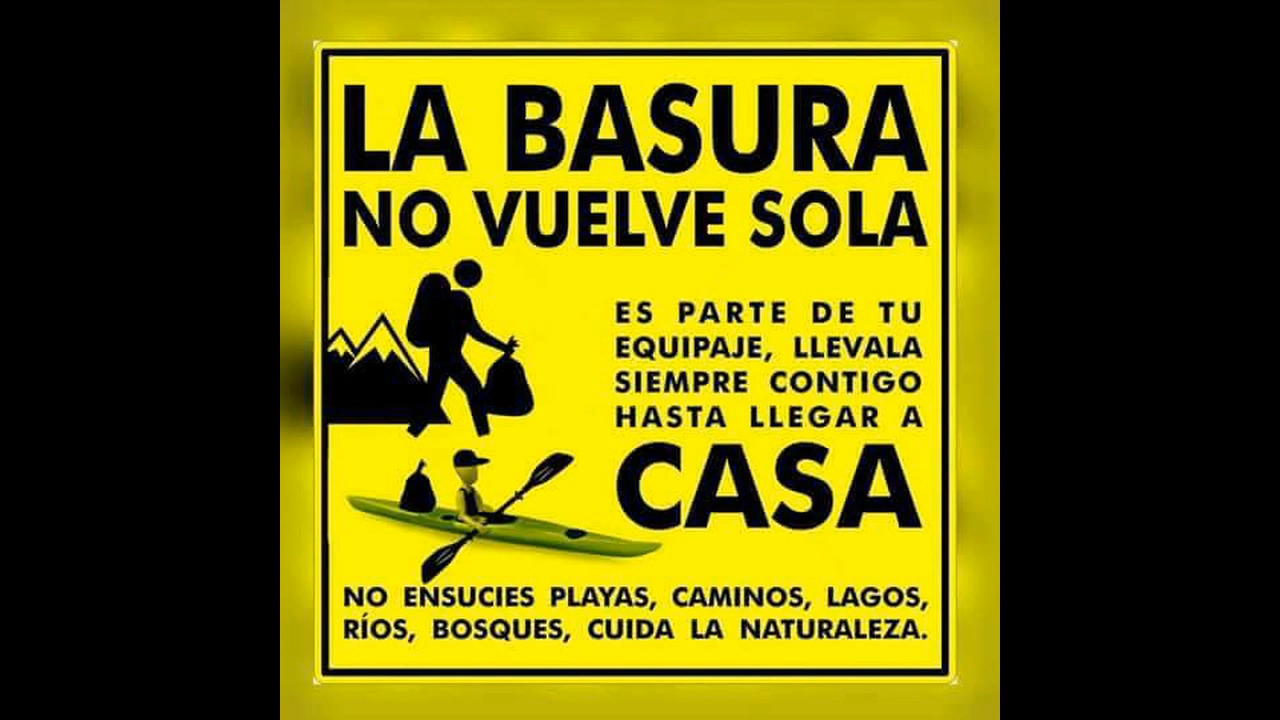 LA BASURA
NO VUELVE SOLA
ES PARTE DE TU
EQUIPAJE, LLEVALA
SIEMPRE CONTIGO
HASTA LLEGAR A
CASA
NO ENSUCIES PLAYAS, CAMINOS, LAGOS,
RÍOS, BOSQUES, CUIDA LA NATURALEZA.